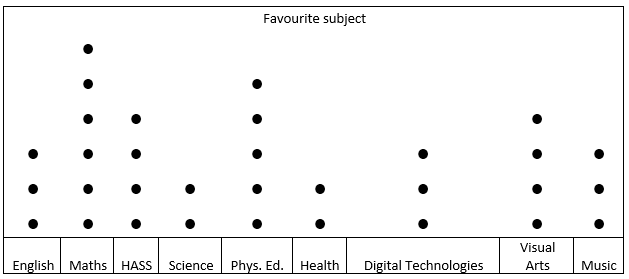 Favourite subject
English
Maths
HASS
Science
Phys. Ed.
Health
Digital Technologies
Visual
Arts
Music